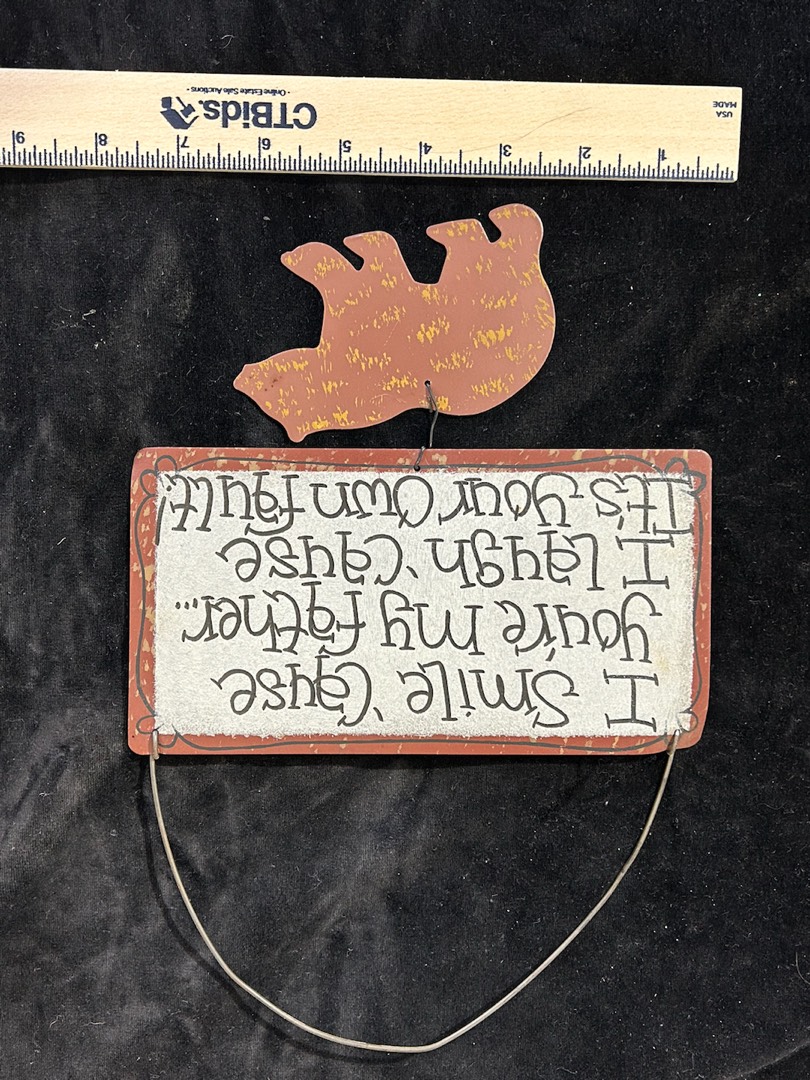 I Smile 'Cause
you're my father...
I Laugh 'Cause
It's your Own fault.
1 2 3 4 5 6 7 8 9
MADE
USA
CTBids.
- Online Estate Sale Auctions -